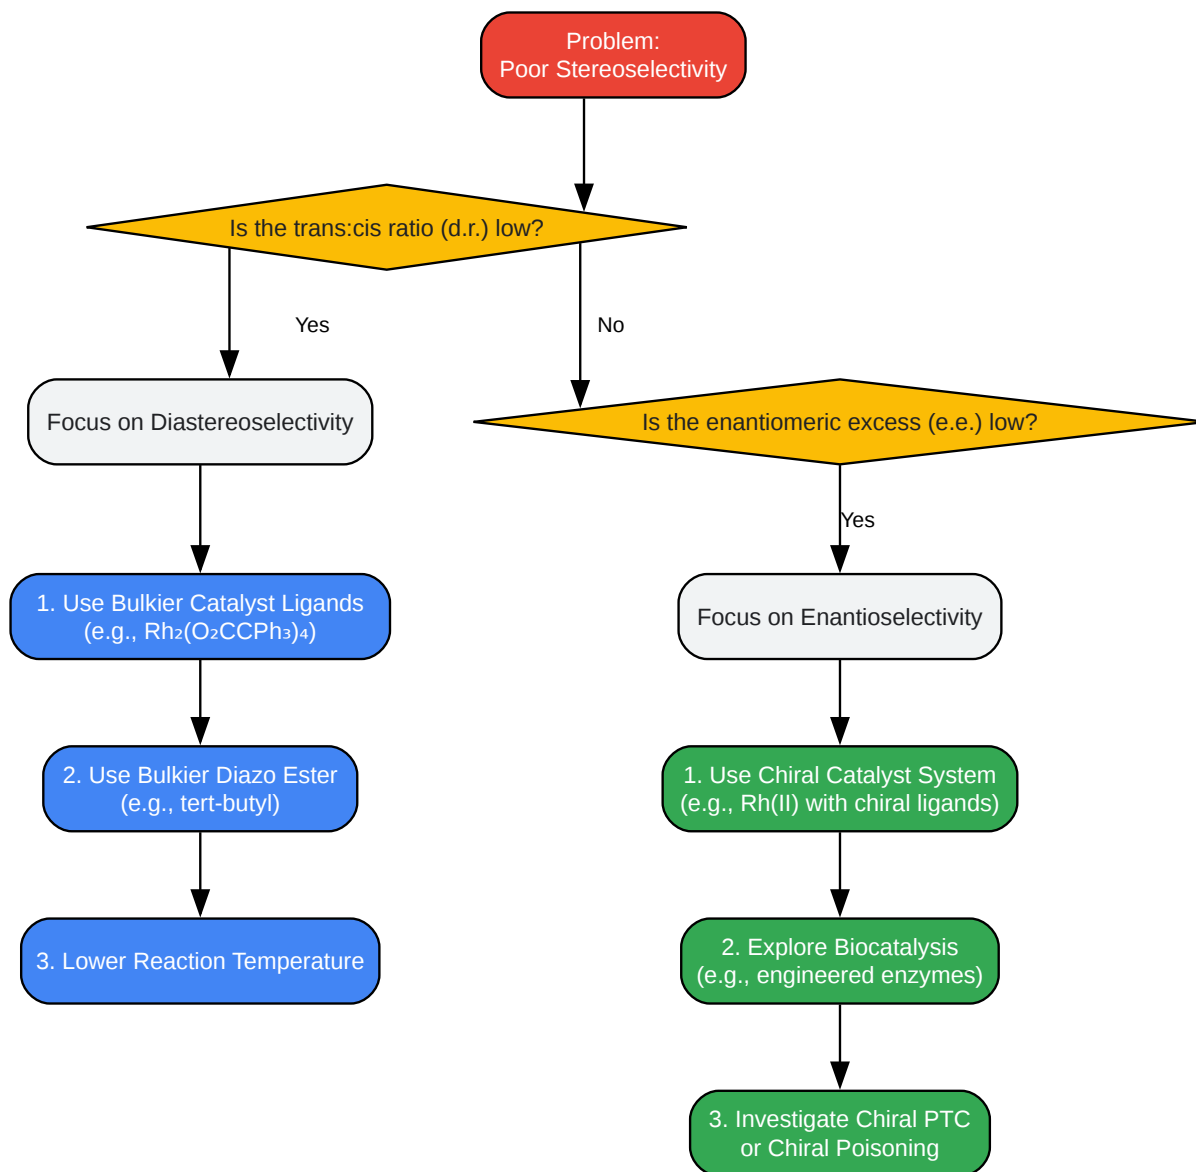 Problem:
Poor Stereoselectivity
Is the trans:cis ratio (d.r.) low?
Yes
No
Focus on Diastereoselectivity
Is the enantiomeric excess (e.e.) low?
Yes
1. Use Bulkier Catalyst Ligands
(e.g., Rh₂(O₂CCPh₃)₄)
Focus on Enantioselectivity
2. Use Bulkier Diazo Ester
(e.g., tert-butyl)
1. Use Chiral Catalyst System
(e.g., Rh(II) with chiral ligands)
3. Lower Reaction Temperature
2. Explore Biocatalysis
(e.g., engineered enzymes)
3. Investigate Chiral PTC
or Chiral Poisoning